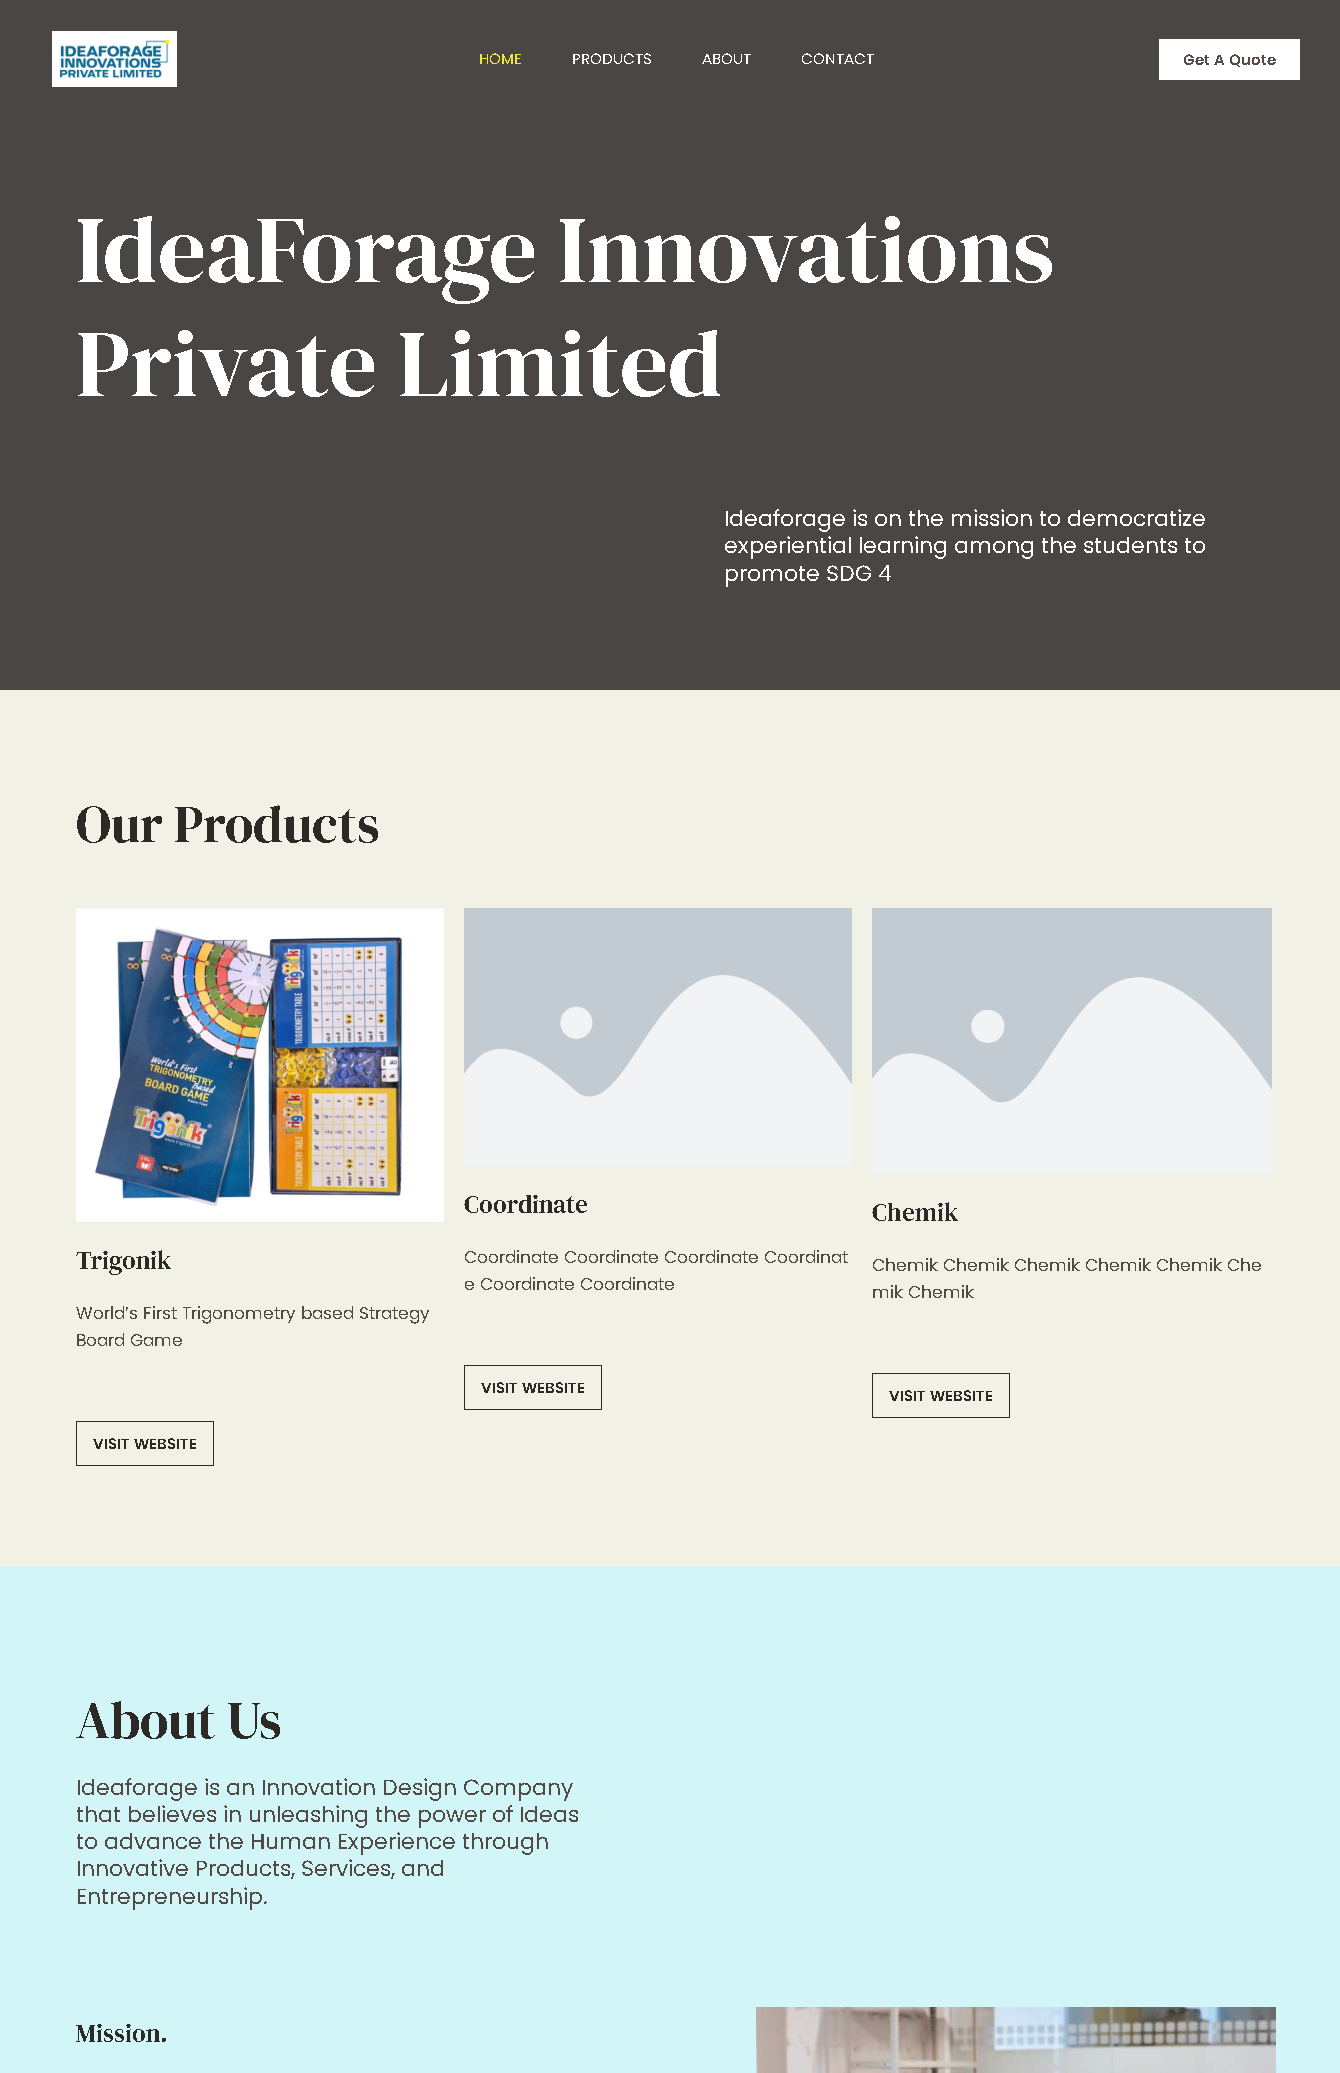 IDEAFORAGE
INNOVATIONS
PRIVATE LIMITED
HOME
PRODUCTS
ABOUT
CONTACT
Get A Quote
IdeaForage Innovations
Private Limited
Ideaforage is on the mission to democratize
experiential learning among the students to
promote SDG 4
Our Products
World's First
TRIGONOMETRY
Based
BOARD GAME
Trigonik
www.trigonik.com
Trigonik
TRIGONOMETRY TABLE
Trigonik
TRIGONOMETRY TABLE
Trigonik
World’s First Trigonometry based Strategy
Board Game
VISIT WEBSITE
Coordinate
Coordinate Coordinate Coordinate Coordinat
e Coordinate Coordinate
VISIT WEBSITE
Chemik
Chemik Chemik Chemik Chemik Chemik Che
mik Chemik
VISIT WEBSITE
About Us
Ideaforage is an Innovation Design Company
that believes in unleashing the power of Ideas
to advance the Human Experience through
Innovative Products, Services, and
Entrepreneurship.
Mission.